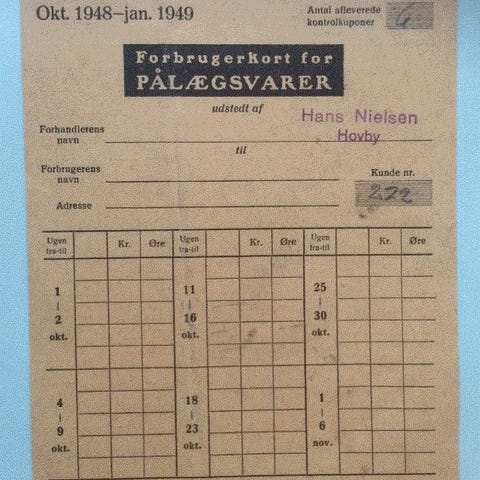 Okt. 1948–jan. 1949
Antal afleverede
kontrolkuponer
6
Forbrugerkort for
PÅLÆGSVARER
udstedt af
Hans Nielsen
Hovby
Forhandlerens
navn
til
Forbrugerens
navn
Kunde nr.
222
Adresse
Ugen
fra-til
Kr. Øre
Ugen
fra-til
Kr. Øre
Ugen
fra-til
Kr. Øre
1
|
2
okt.
11
|
16
okt.
25
|
30
okt.
4
|
9
okt.
18
|
23
okt.
1
|
6
nov.